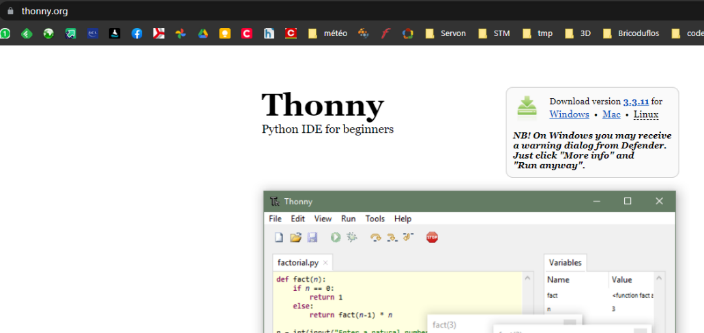 thonny.org
météo Servon STM tmp 3D Bricoduflos code
Thonny
Python IDE for beginners
Download version 3.3.11 for
Windows • Mac • Linux
NB! On Windows you may receive
a warning dialog from Defender.
Just click "More info" and
"Run anyway".
Thonny
File Edit View Run Tools Help
factorial.py
def fact(n):
if n == 0:
return 1
else:
return fact(n-1) * n
n = int(input("Enter a natural
Variables
Name Value
fact <function fact
n 3
fact(3)